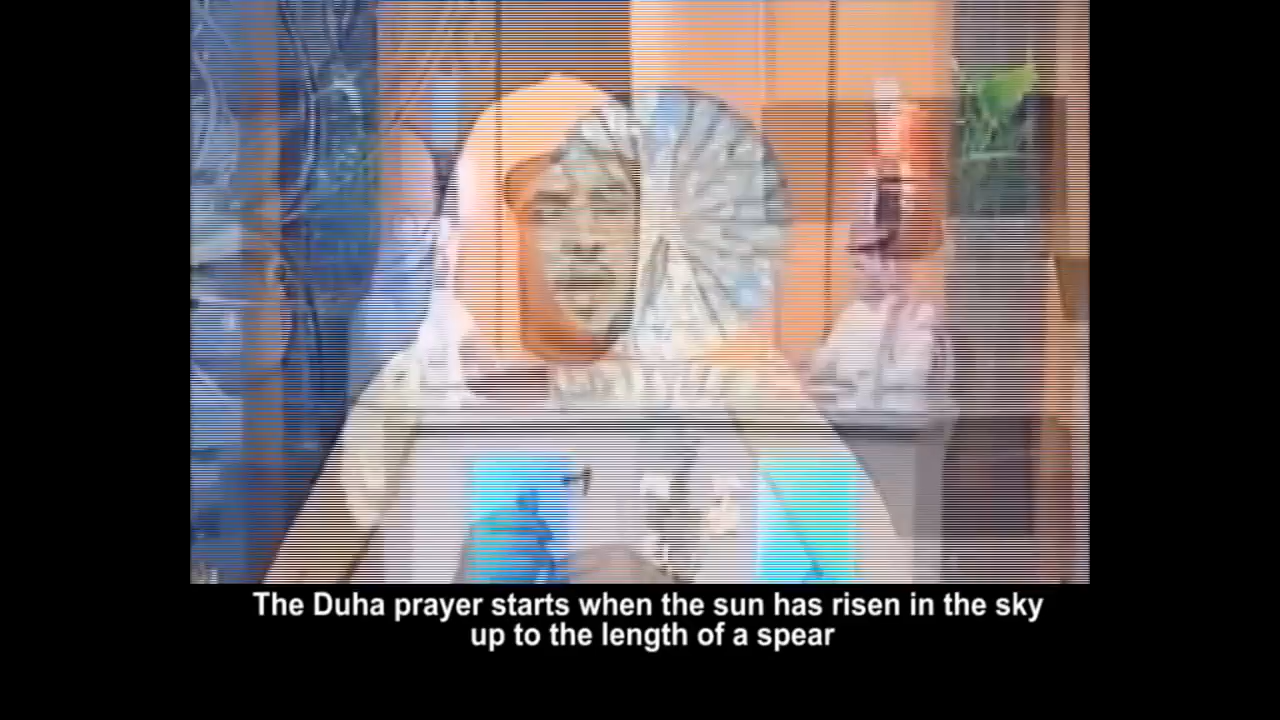 The Duha prayer starts when the sun has risen in the sky
up to the length of a spear